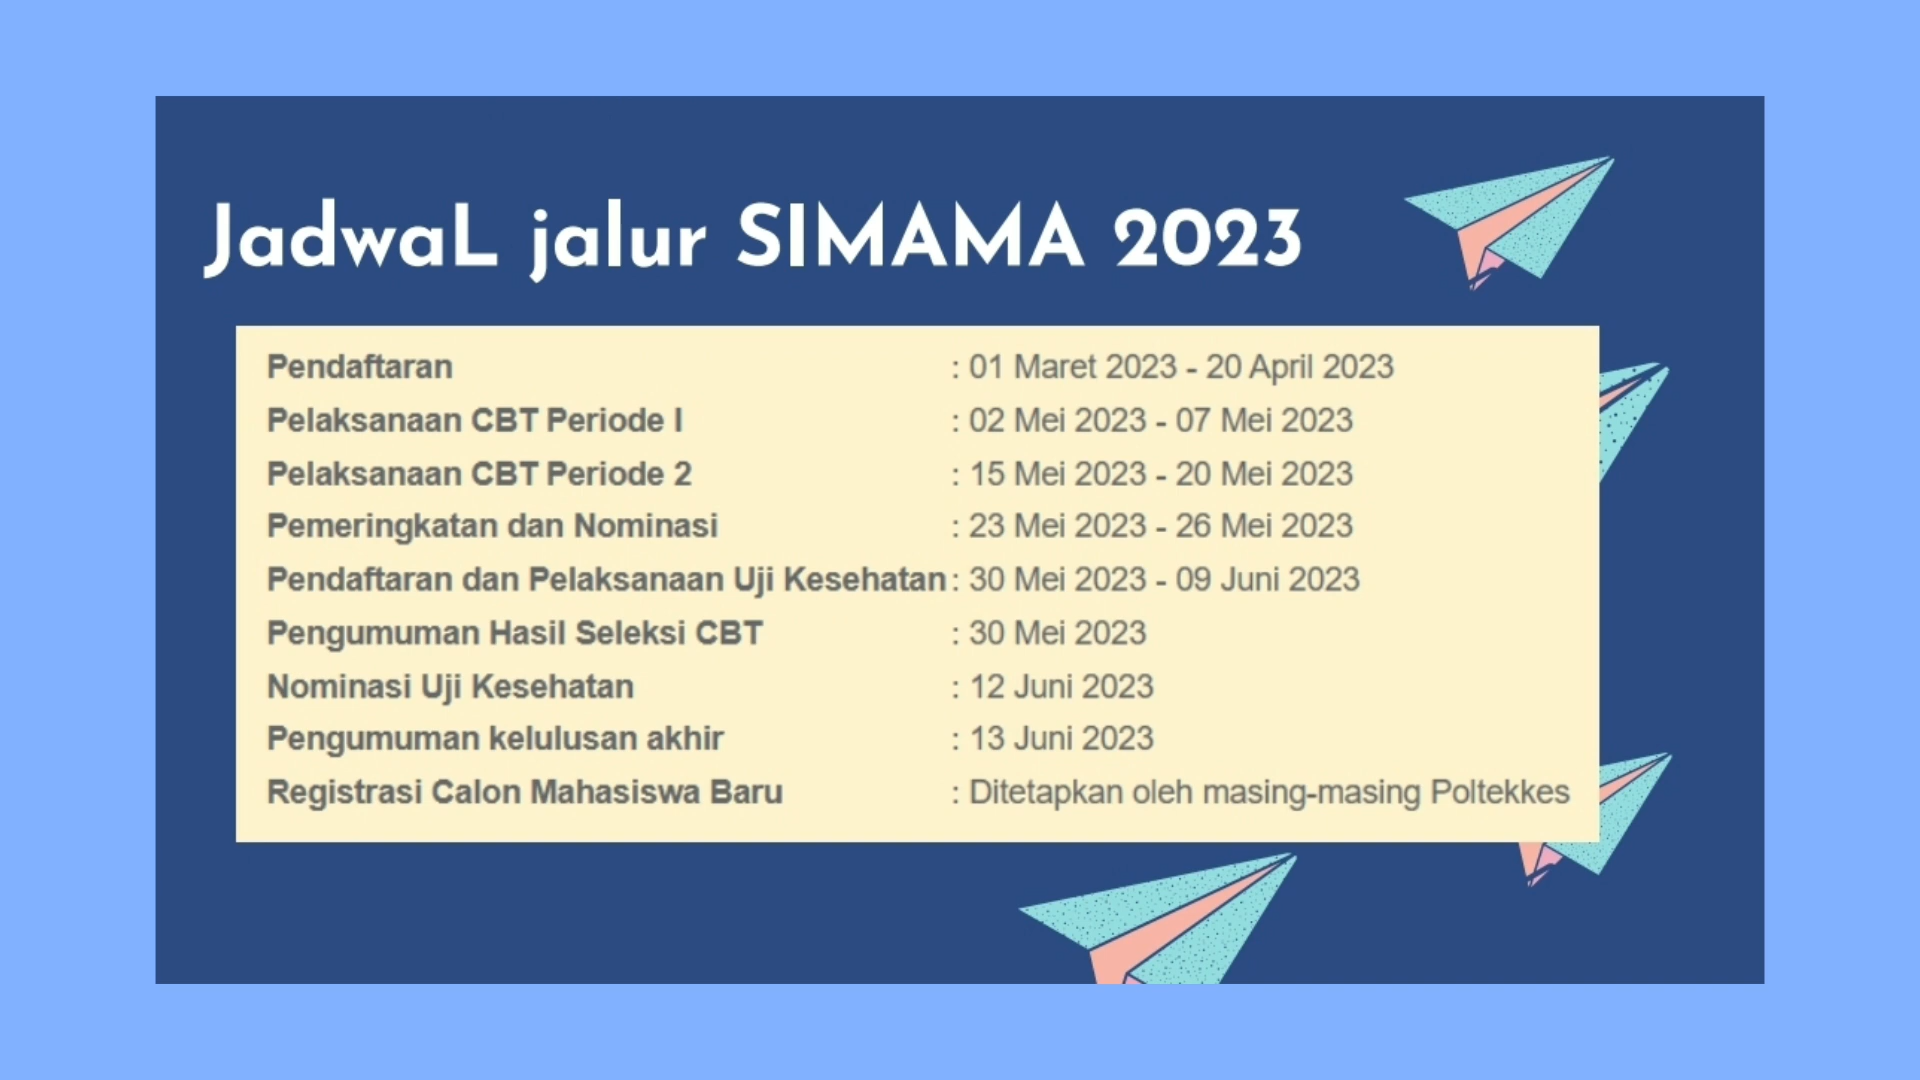 JadwaL jalur SIMAMA 2023
Pendaftaran : 01 Maret 2023 - 20 April 2023
Pelaksanaan CBT Periode I : 02 Mei 2023 - 07 Mei 2023
Pelaksanaan CBT Periode 2 : 15 Mei 2023 - 20 Mei 2023
Pemeringkatan dan Nominasi : 23 Mei 2023 - 26 Mei 2023
Pendaftaran dan Pelaksanaan Uji Kesehatan : 30 Mei 2023 - 09 Juni 2023
Pengumuman Hasil Seleksi CBT : 30 Mei 2023
Nominasi Uji Kesehatan : 12 Juni 2023
Pengumuman kelulusan akhir : 13 Juni 2023
Registrasi Calon Mahasiswa Baru : Ditetapkan oleh masing-masing Poltekkes